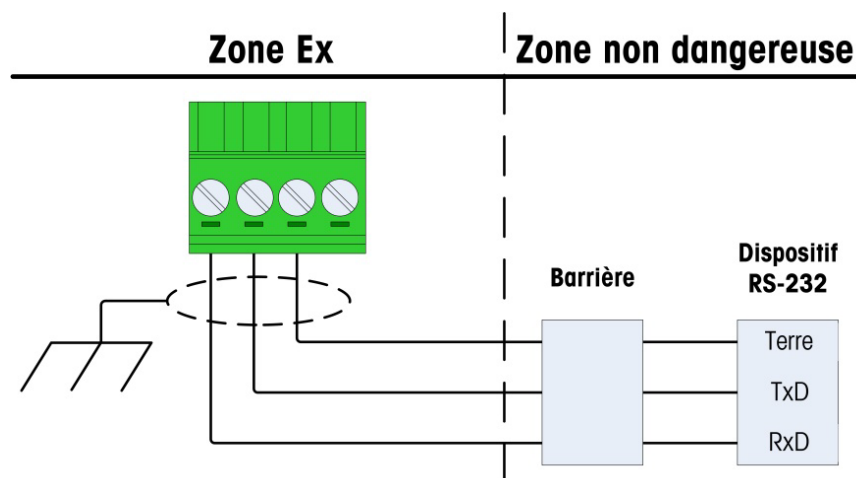 Zone Ex
Zone non dangereuse
Barrière
Dispositif
RS-232
Terre
TxD
RxD